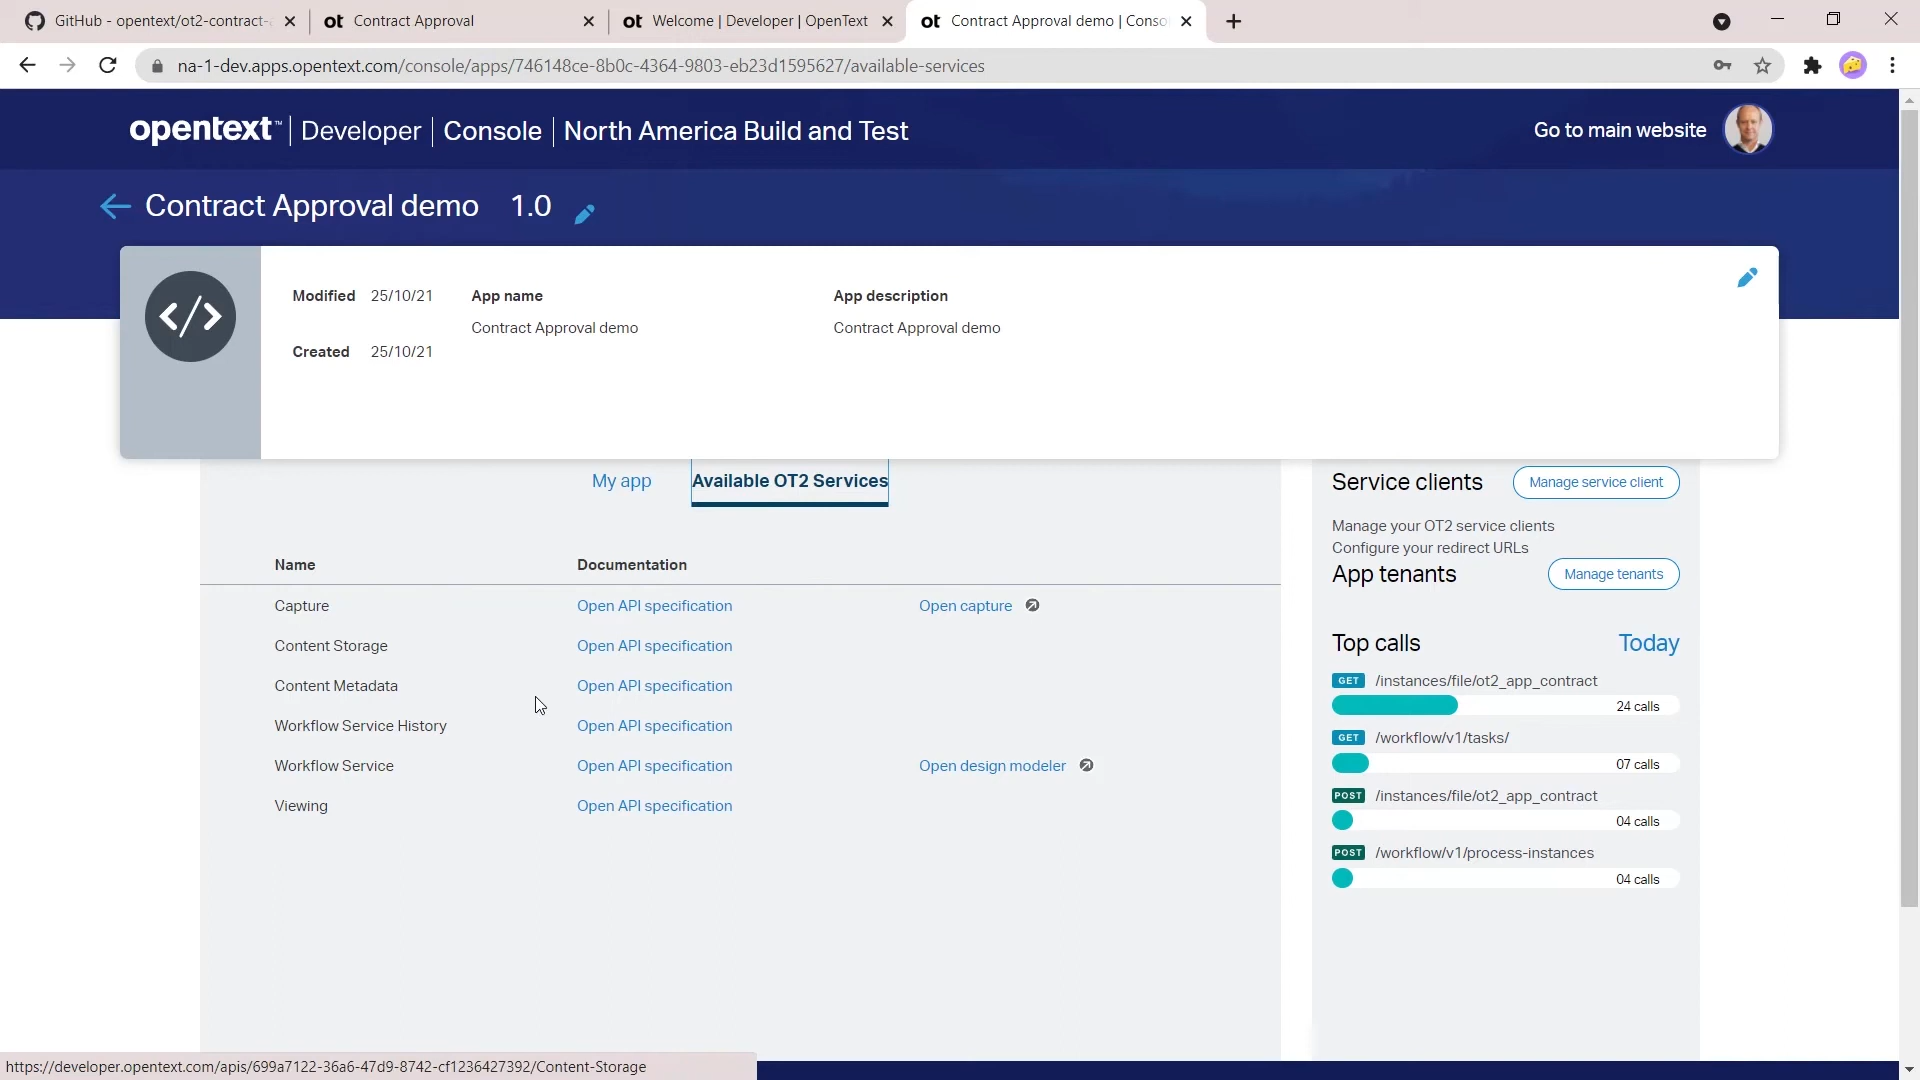 GitHub - opentext/ot2-contract-
ot Contract Approval
ot Welcome | Developer | OpenText
ot Contract Approval demo | Conso
na-1-dev.apps.opentext.com/console/apps/746148ce-8b0c-4364-9803-eb23d1595627/available-services
opentext™ | Developer | Console | North America Build and Test
Go to main website
Contract Approval demo 1.0
Modified 25/10/21
App name
App description
Contract Approval demo
Contract Approval demo
Created 25/10/21
My app
Available OT2 Services
Service clients
Manage service client
Manage your OT2 service clients
Configure your redirect URLs
App tenants
Manage tenants
Name
Documentation
Capture
Open API specification
Open capture
Content Storage
Open API specification
Content Metadata
Open API specification
Workflow Service History
Open API specification
Workflow Service
Open API specification
Open design modeler
Viewing
Open API specification
Top calls
Today
GET /instances/file/ot2_app_contract
24 calls
GET /workflow/v1/tasks/
07 calls
POST /instances/file/ot2_app_contract
04 calls
POST /workflow/v1/process-instances
04 calls
https://developer.opentext.com/apis/699a7122-36a6-47d9-8742-cf1236427392/Content-Storage